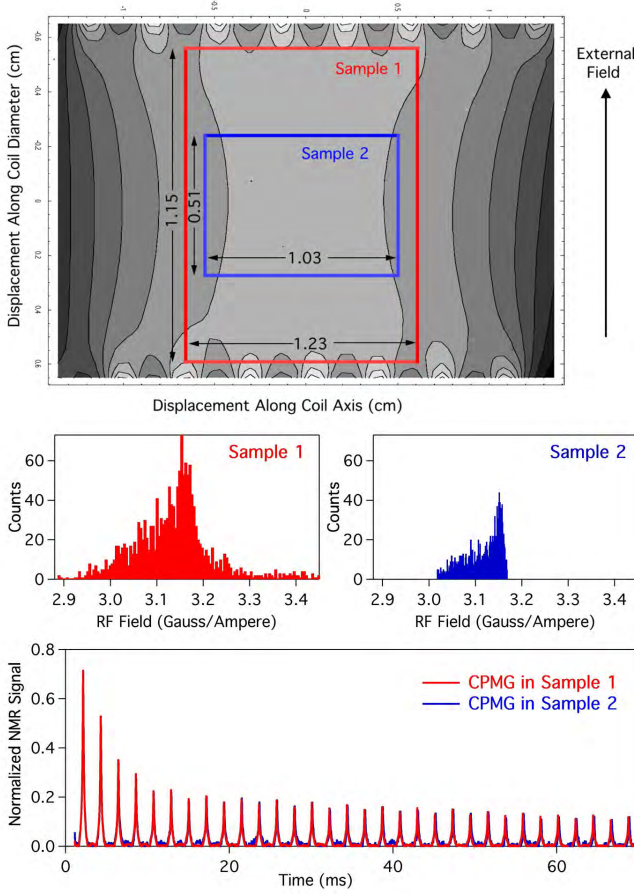 -1 -0.5 0 0.5 1
-0.6
-0.4
-0.2
0
0.2
0.4
0.6
Displacement Along Coil Diameter (cm)
Sample 1
Sample 2
1.15
0.51
1.03
1.23
External
Field
Displacement Along Coil Axis (cm)
Sample 1
Counts
60
40
20
0
2.9 3.0 3.1 3.2 3.3 3.4
RF Field (Gauss/Ampere)
Sample 2
Counts
60
40
20
0
2.9 3.0 3.1 3.2 3.3 3.4
RF Field (Gauss/Ampere)
Normalized NMR Signal
0.8
0.6
0.4
0.2
0.0
CPMG in Sample 1
CPMG in Sample 2
0 20 40 60
Time (ms)